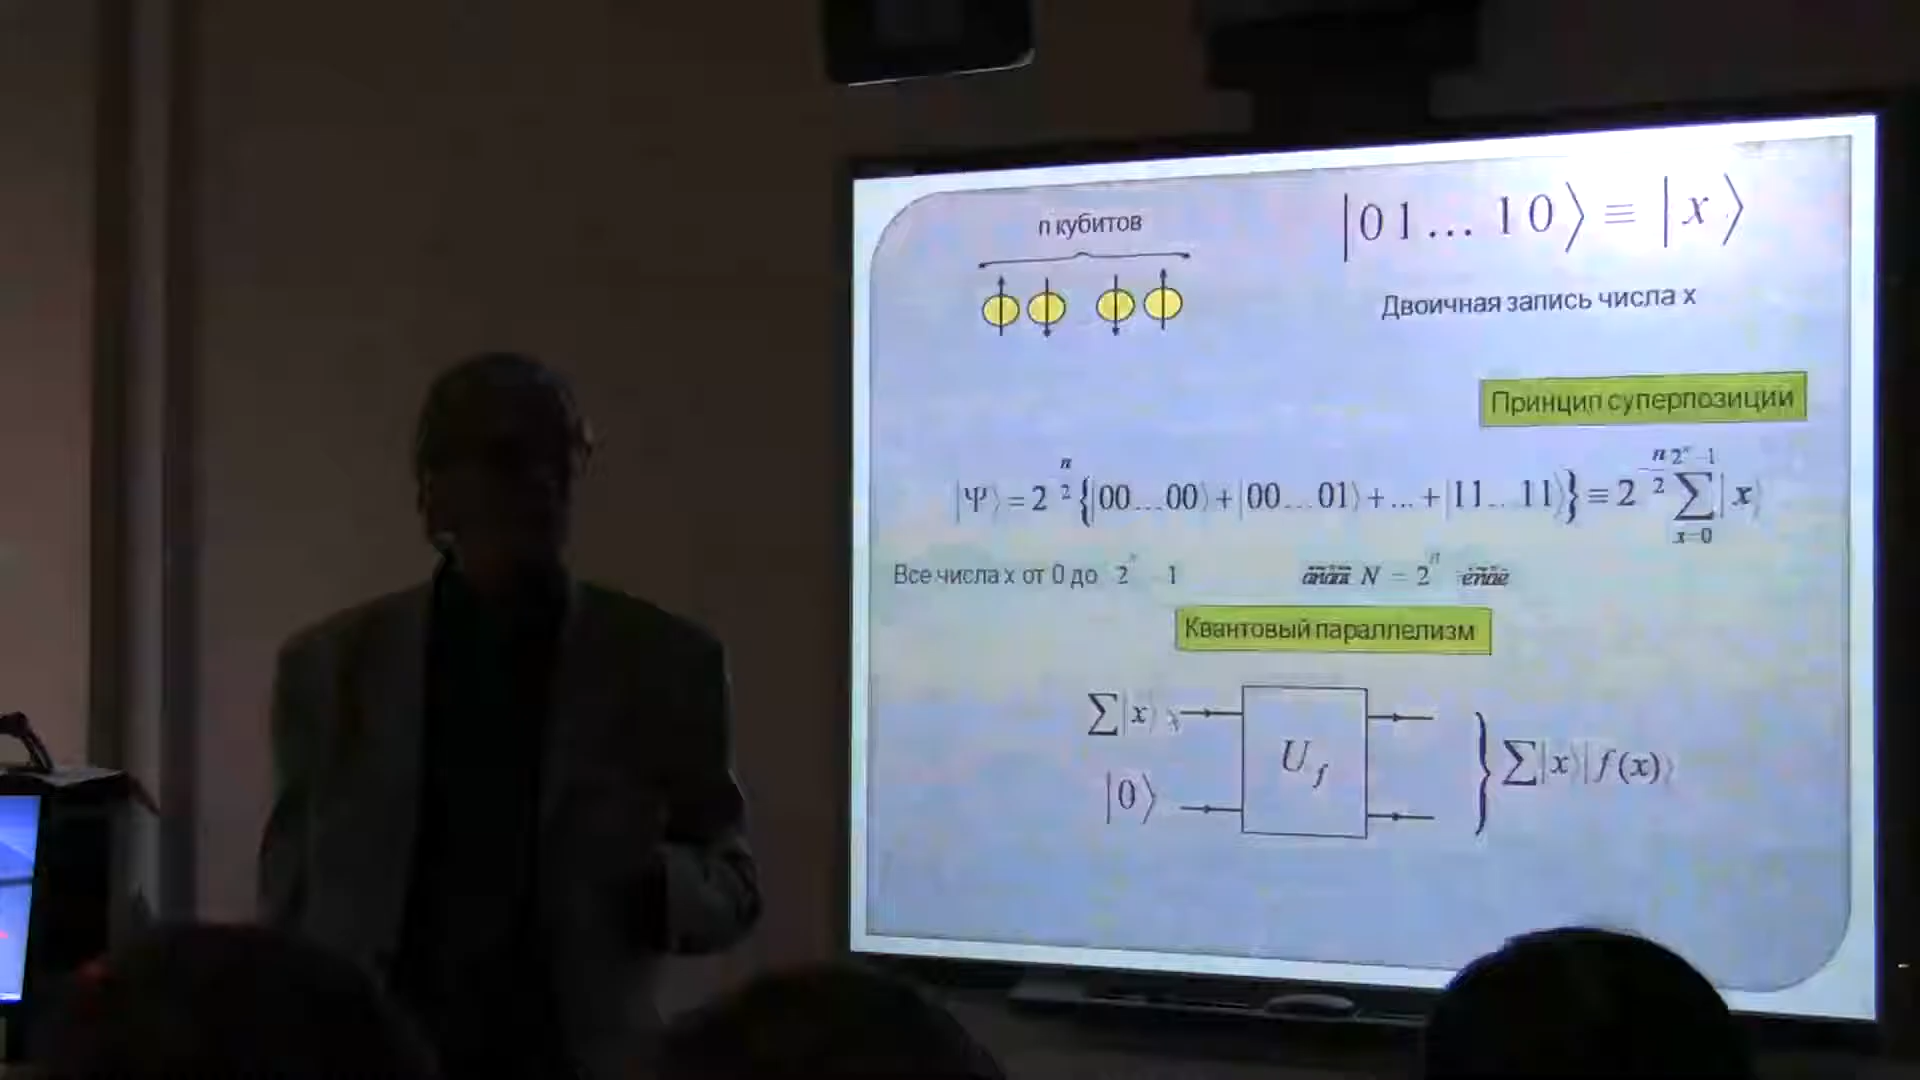 n кубитов
|01...10⟩ ≡ |x⟩
Двоичная запись числа x
Принцип суперпозиции
|Ψ⟩ = 2^{-n/2} {|00...00⟩ + |00...01⟩ + ... + |11...11⟩} ≡ 2^{-n/2} ∑_{x=0}^{2^n-1} |x⟩
Все числа x от 0 до 2^n - 1
N = 2^n
Квантовый параллелизм
∑|x⟩
U_f
|0⟩
} ∑|x⟩|f(x)⟩